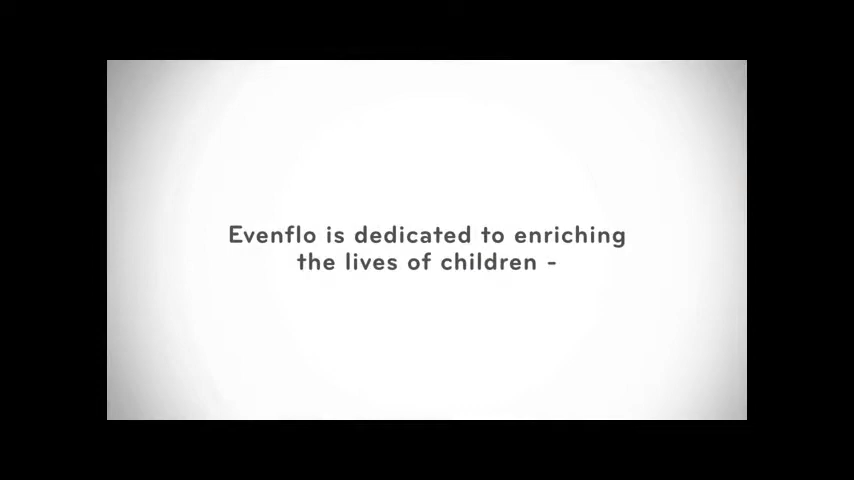 Evenflo is dedicated to enriching
the lives of children -